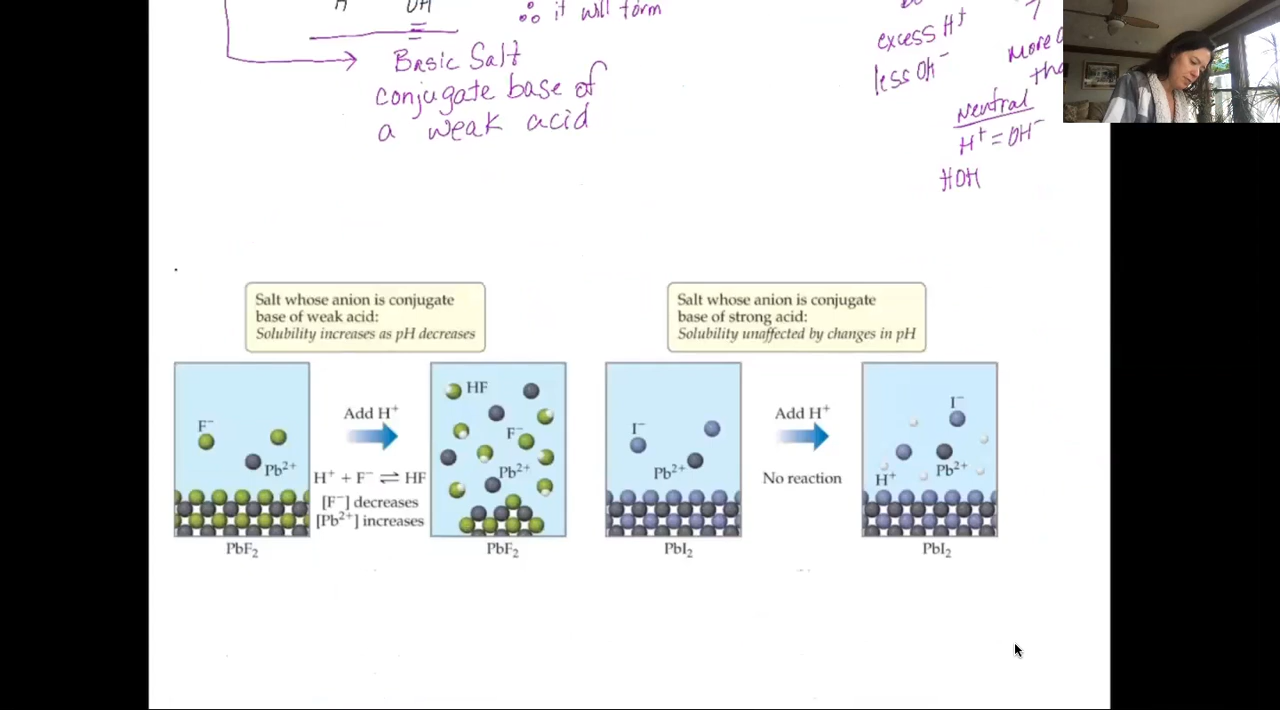 H OH
∴ it will form
Basic Salt
conjugate base of
a weak acid
excess H⁺
less OH⁻
7
More
Neutral
H⁺ = OH⁻
HOH
Salt whose anion is conjugate
base of weak acid:
Solubility increases as pH decreases
Salt whose anion is conjugate
base of strong acid:
Solubility unaffected by changes in pH
F⁻
Pb²⁺
Add H⁺
H⁺ + F⁻ ⇌ HF
[F⁻] decreases
[Pb²⁺] increases
HF
F⁻
Pb²⁺
I⁻
Pb²⁺
Add H⁺
No reaction
I⁻
Pb²⁺
H⁺
PbF₂
PbF₂
PbI₂
PbI₂